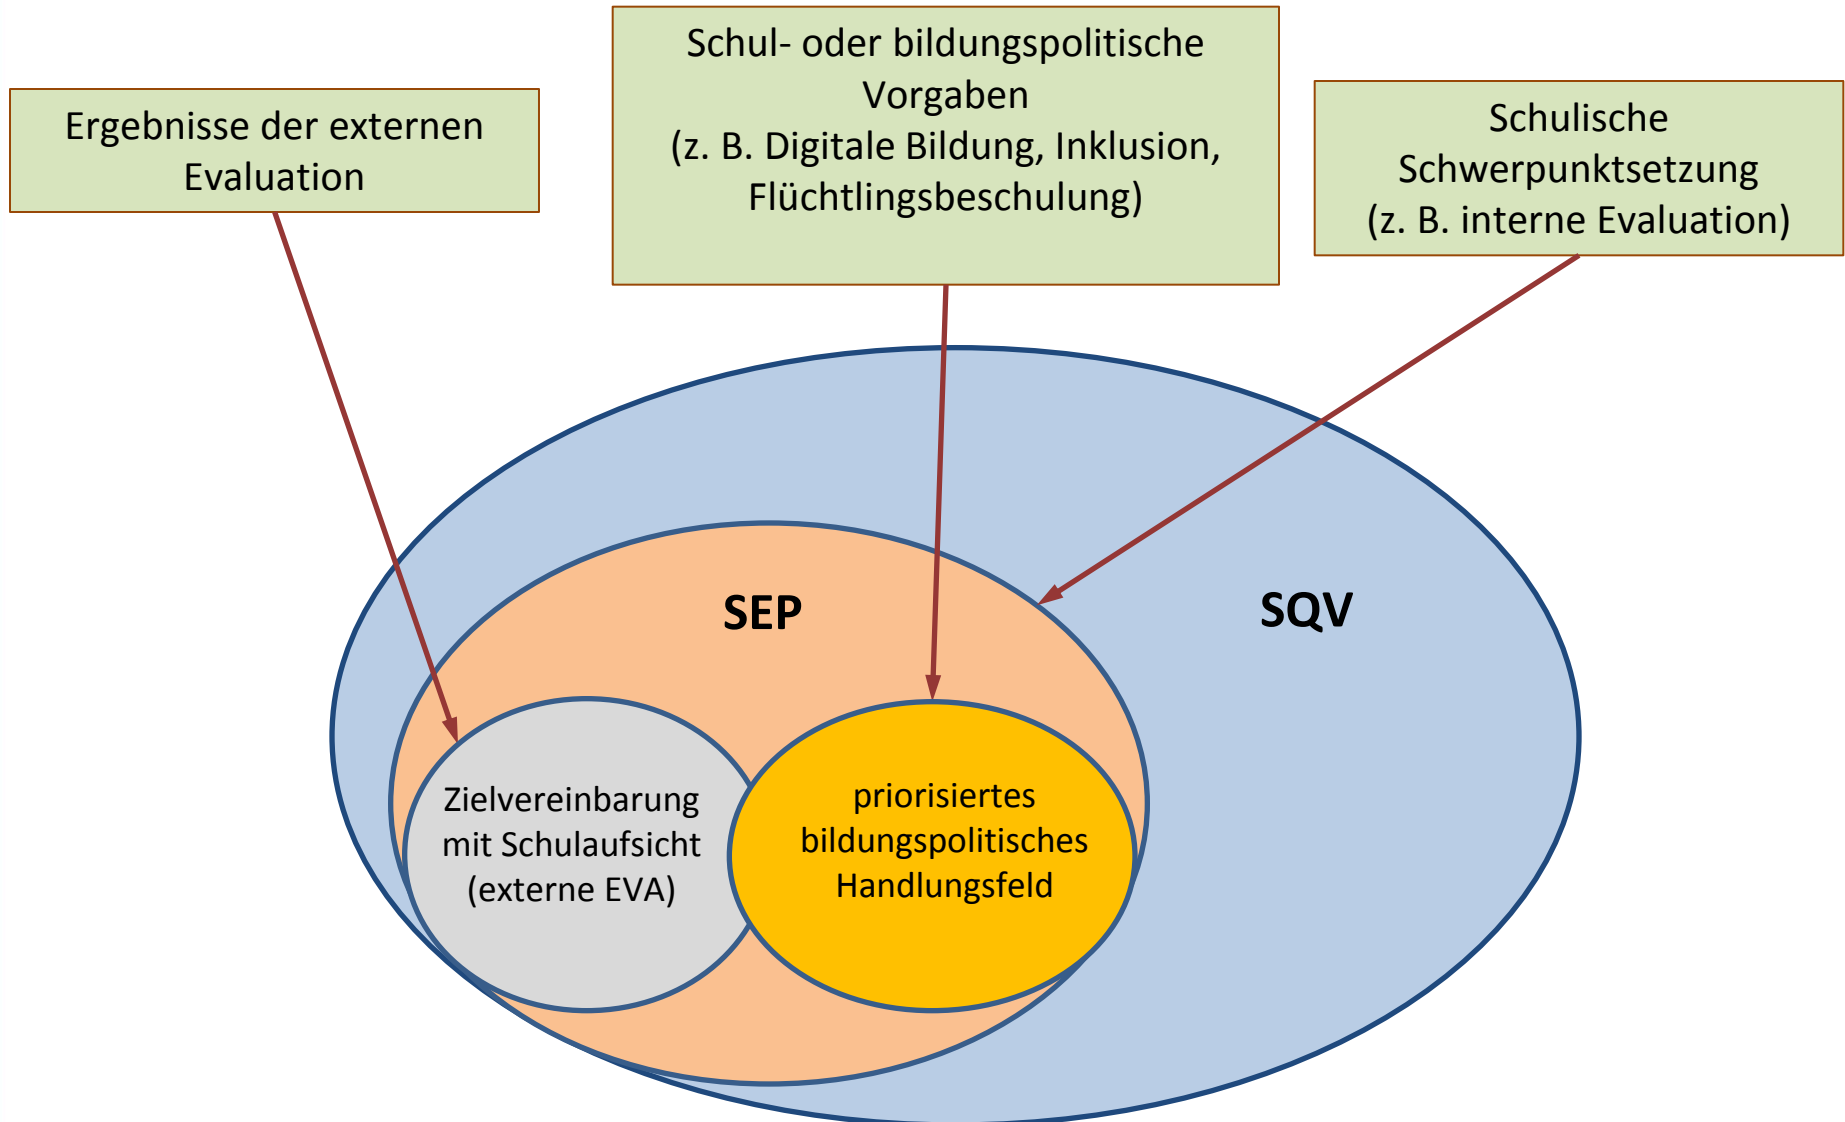 Ergebnisse der externen
Evaluation
Schul- oder bildungspolitische
Vorgaben
(z. B. Digitale Bildung, Inklusion,
Flüchtlingsbeschulung)
Schulische
Schwerpunktsetzung
(z. B. interne Evaluation)
SEP
SQV
Zielvereinbarung
mit Schulaufsicht
(externe EVA)
priorisiertes
bildungspolitisches
Handlungsfeld